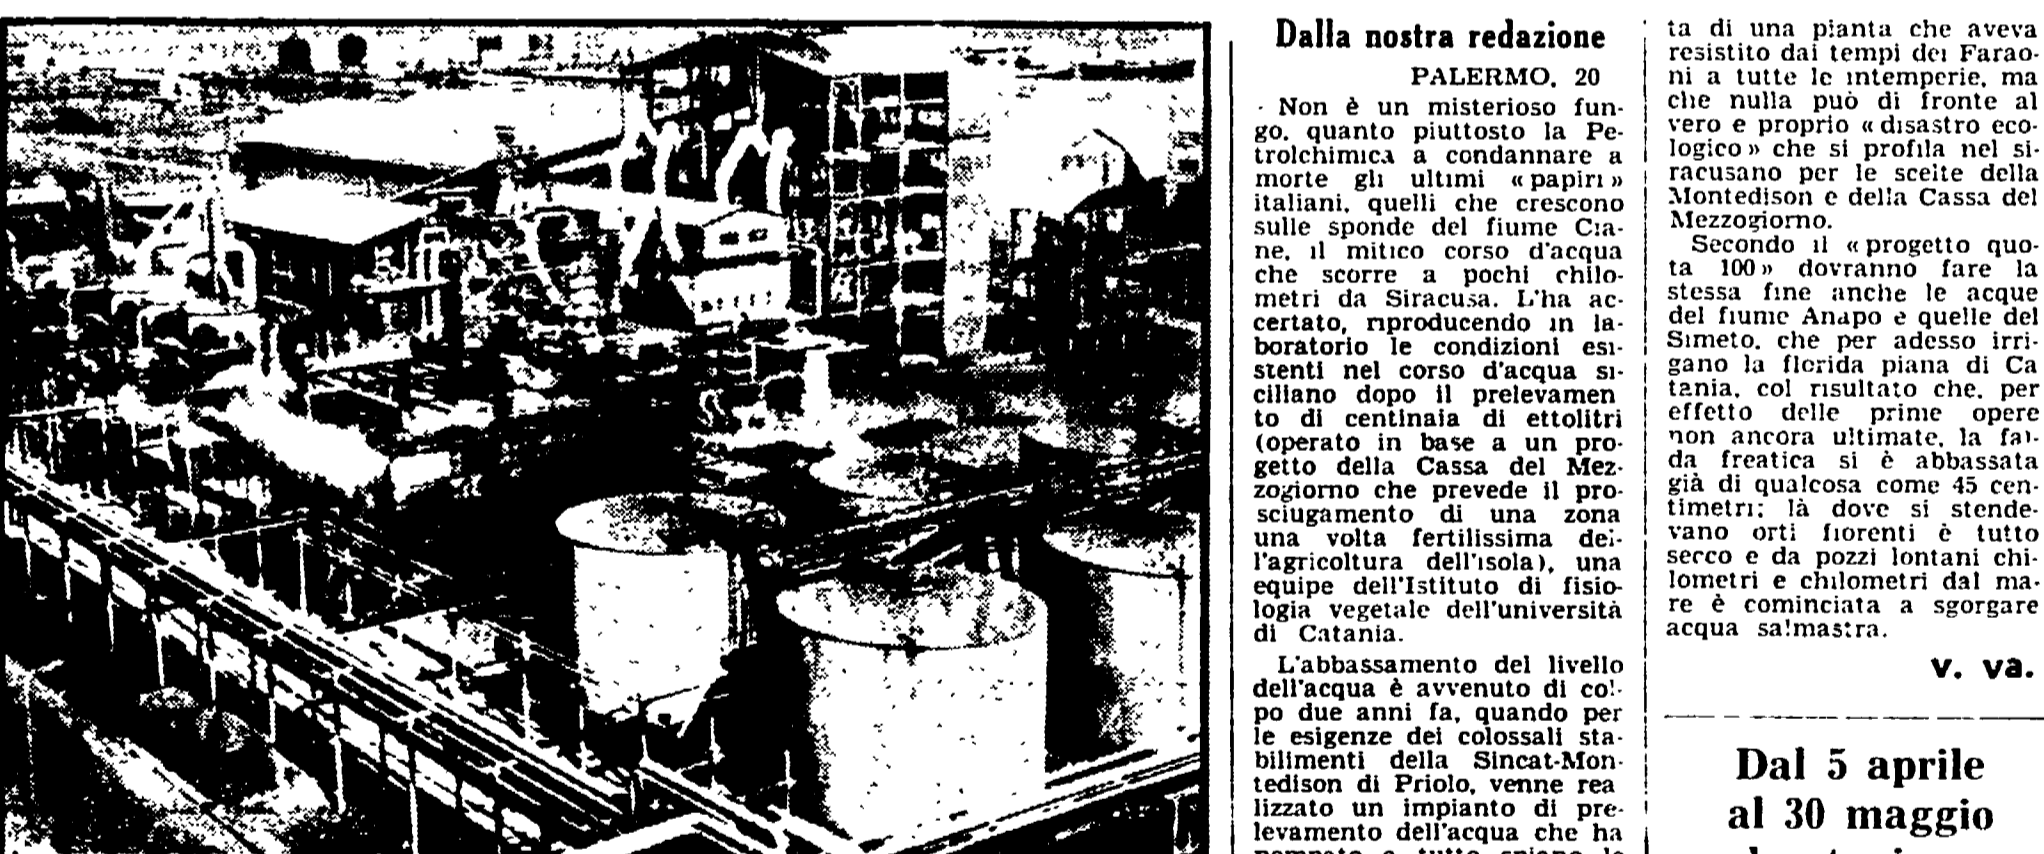 Dalla nostra redazione
PALERMO, 20
Non è un misterioso fun-
go, quanto piuttosto la Pe-
trolchimica a condannare a
morte gli ultimi « papiri »
italiani, quelli che crescono
sulle sponde del fiume Cia-
ne, il mitico corso d'acqua
che scorre a pochi chilo-
metri da Siracusa. L'ha ac-
certato, riproducendo in la-
boratorio le condizioni esi-
stenti nel corso d'acqua si-
ciliano dopo il prelevamen
to di centinaia di ettolitri
(operato in base a un pro-
getto della Cassa del Mez-
zogiorno che prevede il pro-
sciugamento di una zona
una volta fertilissima del-
l'agricoltura dell'isola), una
equipe dell'Istituto di fisio-
logia vegetale dell'università
di Catania.
L'abbassamento del livello
dell'acqua è avvenuto di col-
po due anni fa, quando per
le esigenze dei colossali sta-
bilimenti della Sincat-Mon-
tedison di Priolo, venne rea
lizzato un impianto di pre-
levamento dell'acqua che ha
ta di una pianta che aveva
resistito dai tempi dei Farao-
ni a tutte le intemperie, ma
che nulla può di fronte al
vero e proprio « disastro eco-
logico » che si profila nel si-
racusano per le scelte della
Montedison e della Cassa del
Mezzogiorno.
Secondo il « progetto quo-
ta 100 » dovranno fare la
stessa fine anche le acque
del fiume Anapo e quelle del
Simeto, che per adesso irri-
gano la florida piana di Ca
tania, col risultato che, per
effetto delle prime opere
non ancora ultimate, la fal-
da freatica si è abbassata
già di qualcosa come 45 cen-
timetri; là dove si stende-
vano orti fiorenti è tutto
secco e da pozzi lontani chi-
lometri e chilometri dal ma-
re è cominciata a sgorgare
acqua salmastra.
v. va.
Dal 5 aprile
al 30 maggio